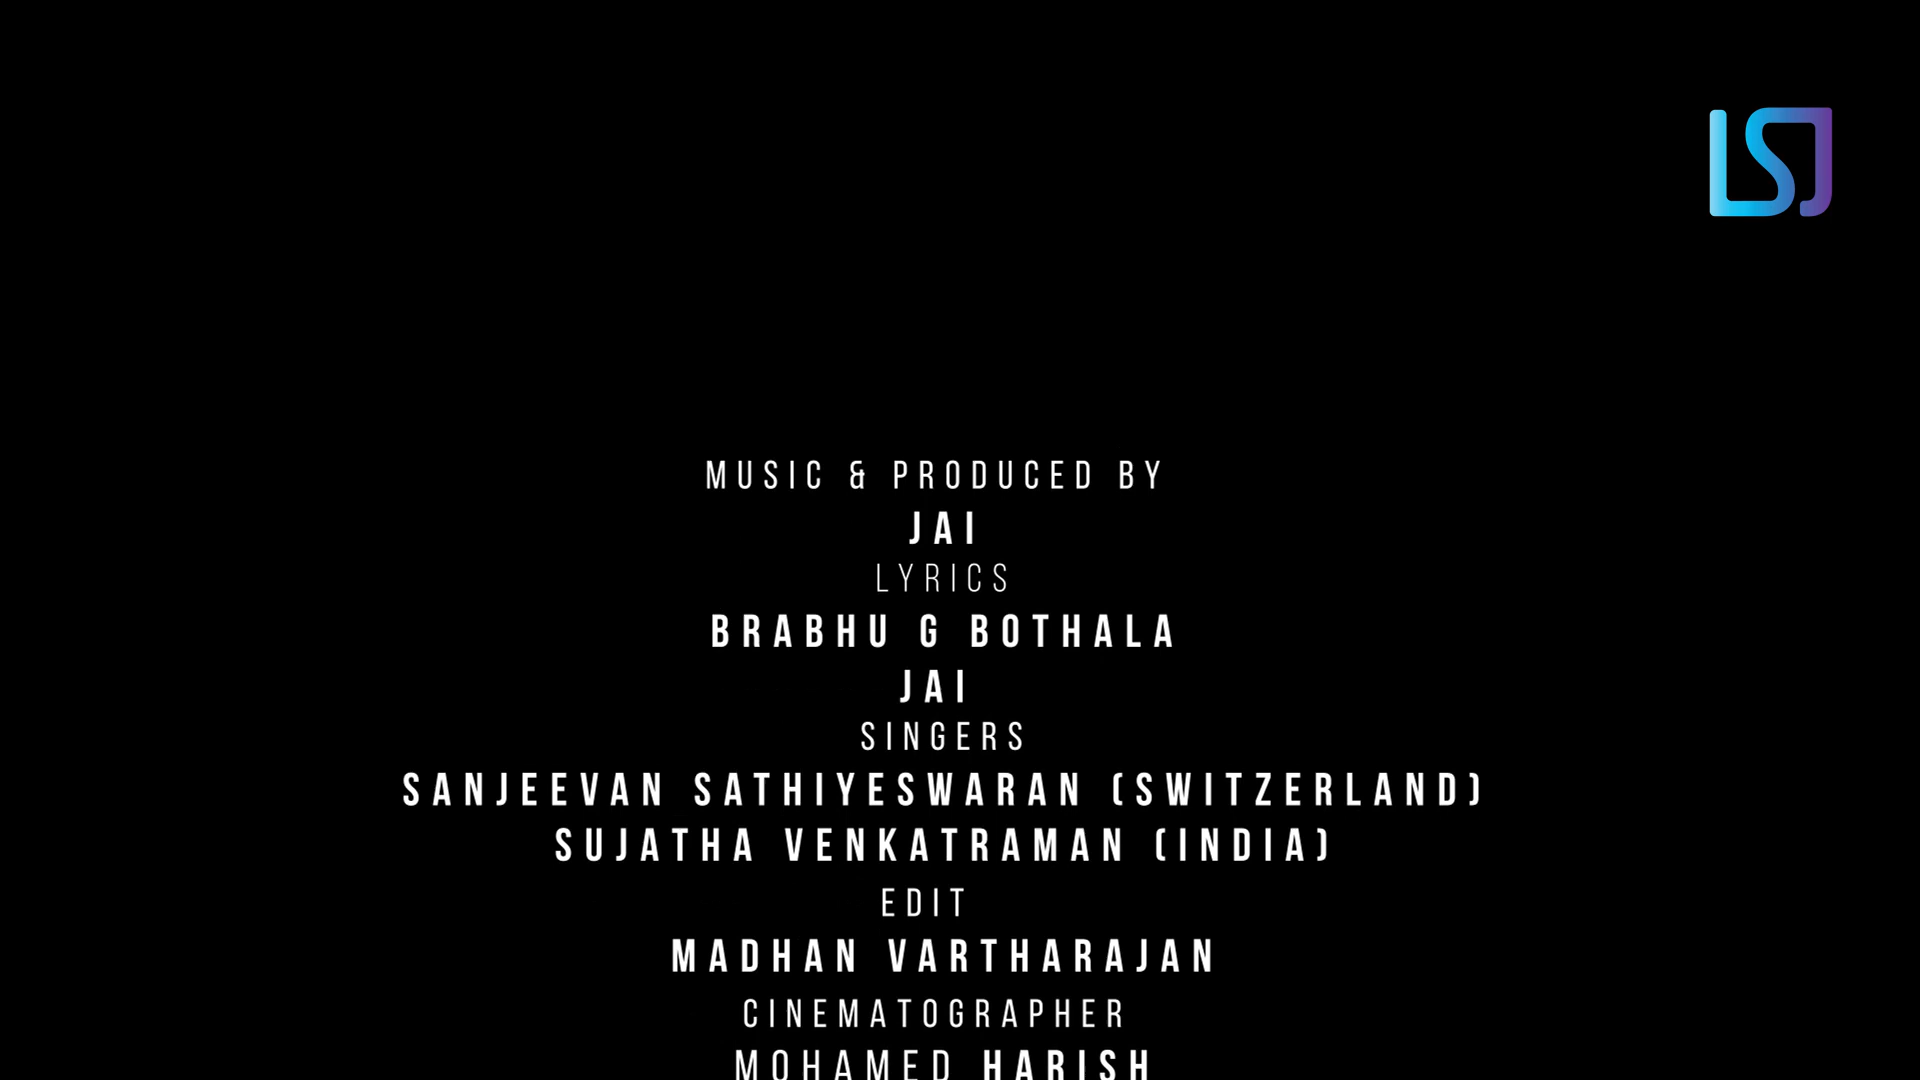 LSJ
MUSIC & PRODUCED BY
JAI
LYRICS
BRABHU G BOTHALA
JAI
SINGERS
SANJEEVAN SATHIYESWARAN (SWITZERLAND)
SUJATHA VENKATRAMAN (INDIA)
EDIT
MADHAN VARTHARAJAN
CINEMATOGRAPHER
MOHAMED HARISH